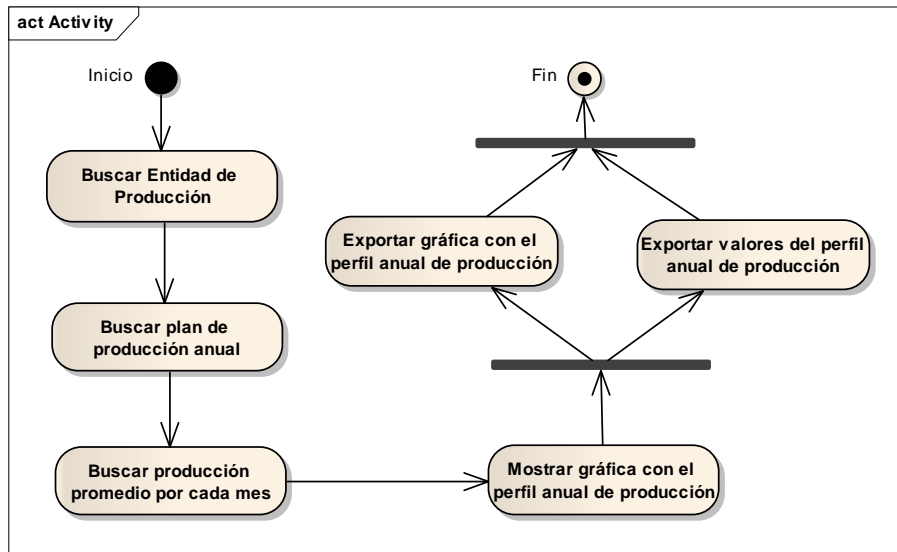 act Activity
Inicio
Buscar Entidad de
Producción
Buscar plan de
producción anual
Buscar producción
promedio por cada mes
Mostrar gráfica con el
perfil anual de producción
Exportar gráfica con el
perfil anual de producción
Exportar valores del perfil
anual de producción
Fin